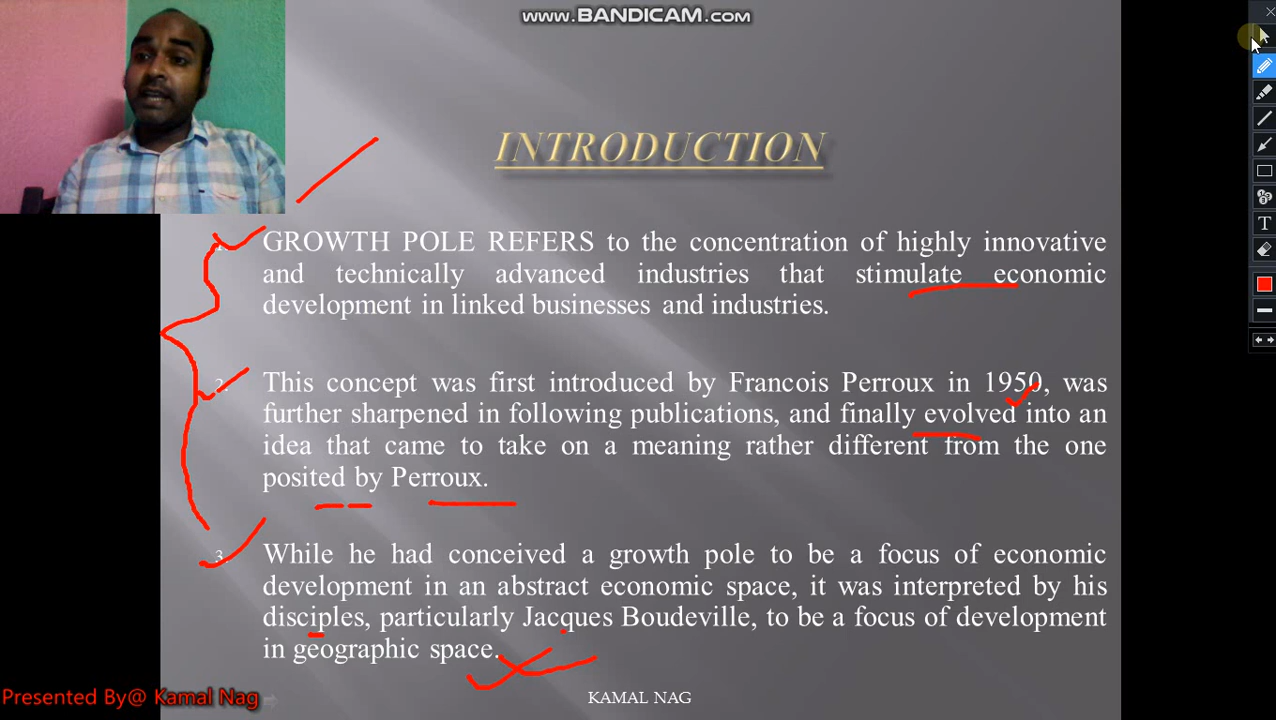 www.BANDICAM.com
INTRODUCTION
GROWTH POLE REFERS to the concentration of highly innovative
and technically advanced industries that stimulate economic
development in linked businesses and industries.
2. This concept was first introduced by Francois Perroux in 1950, was
further sharpened in following publications, and finally evolved into an
idea that came to take on a meaning rather different from the one
posited by Perroux.
3. While he had conceived a growth pole to be a focus of economic
development in an abstract economic space, it was interpreted by his
disciples, particularly Jacques Boudeville, to be a focus of development
in geographic space.
Presented By@ Kamal Nag
KAMAL NAG
T